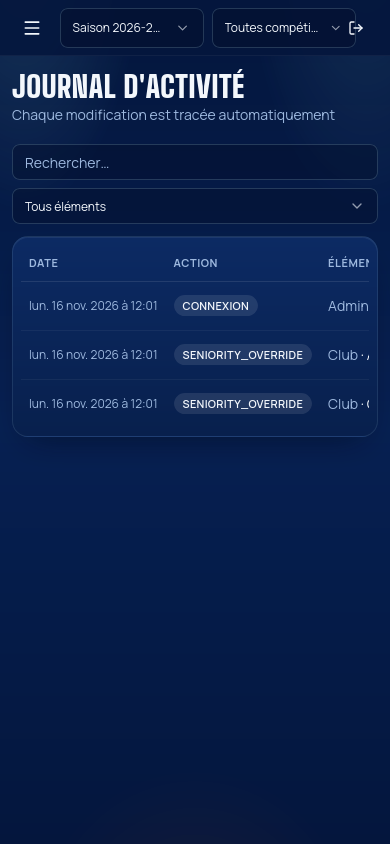 Saison 2026-2... Toutes compéti...
JOURNAL D'ACTIVITÉ
Chaque modification est tracée automatiquement
Rechercher...
Tous éléments
DATE ACTION ÉLÉMEN
lun. 16 nov. 2026 à 12:01 CONNEXION Admin
lun. 16 nov. 2026 à 12:01 SENIORITY_OVERRIDE Club ·
lun. 16 nov. 2026 à 12:01 SENIORITY_OVERRIDE Club ·